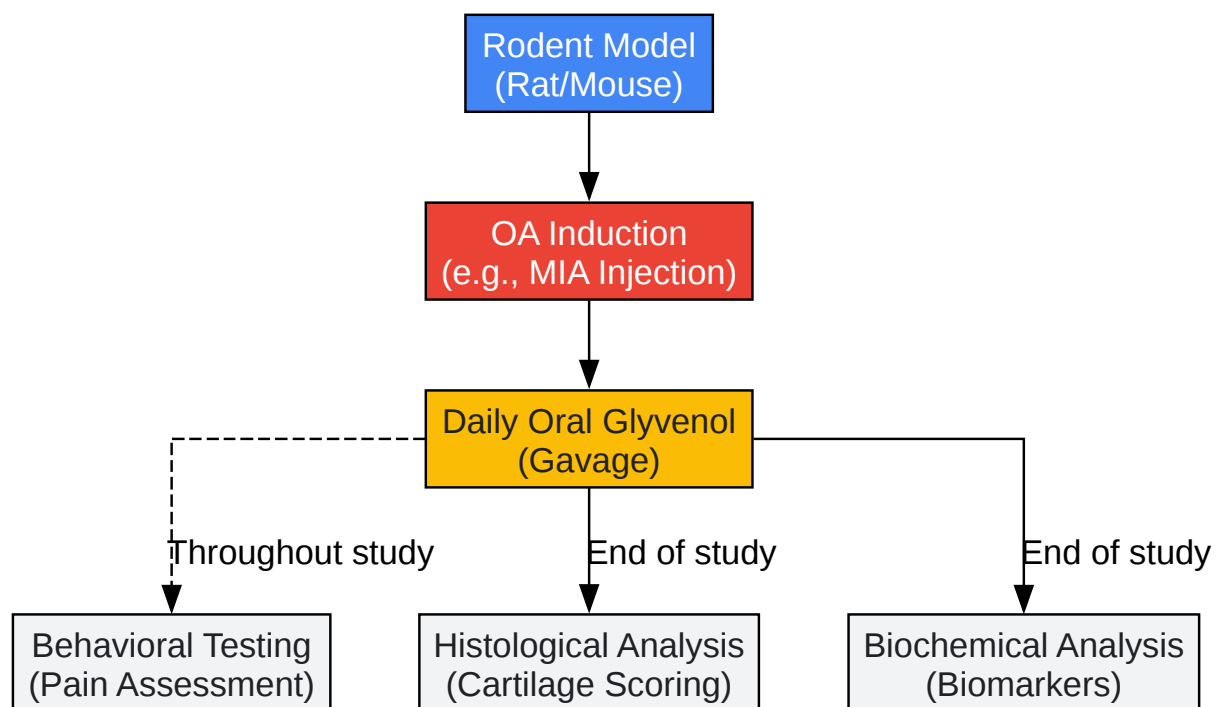 Rodent Model
(Rat/Mouse)
OA Induction
(e.g., MIA Injection)
Daily Oral Glyvenol
(Gavage)
Throughout study
End of study
End of study
Behavioral Testing
(Pain Assessment)
Histological Analysis
(Cartilage Scoring)
Biochemical Analysis
(Biomarkers)